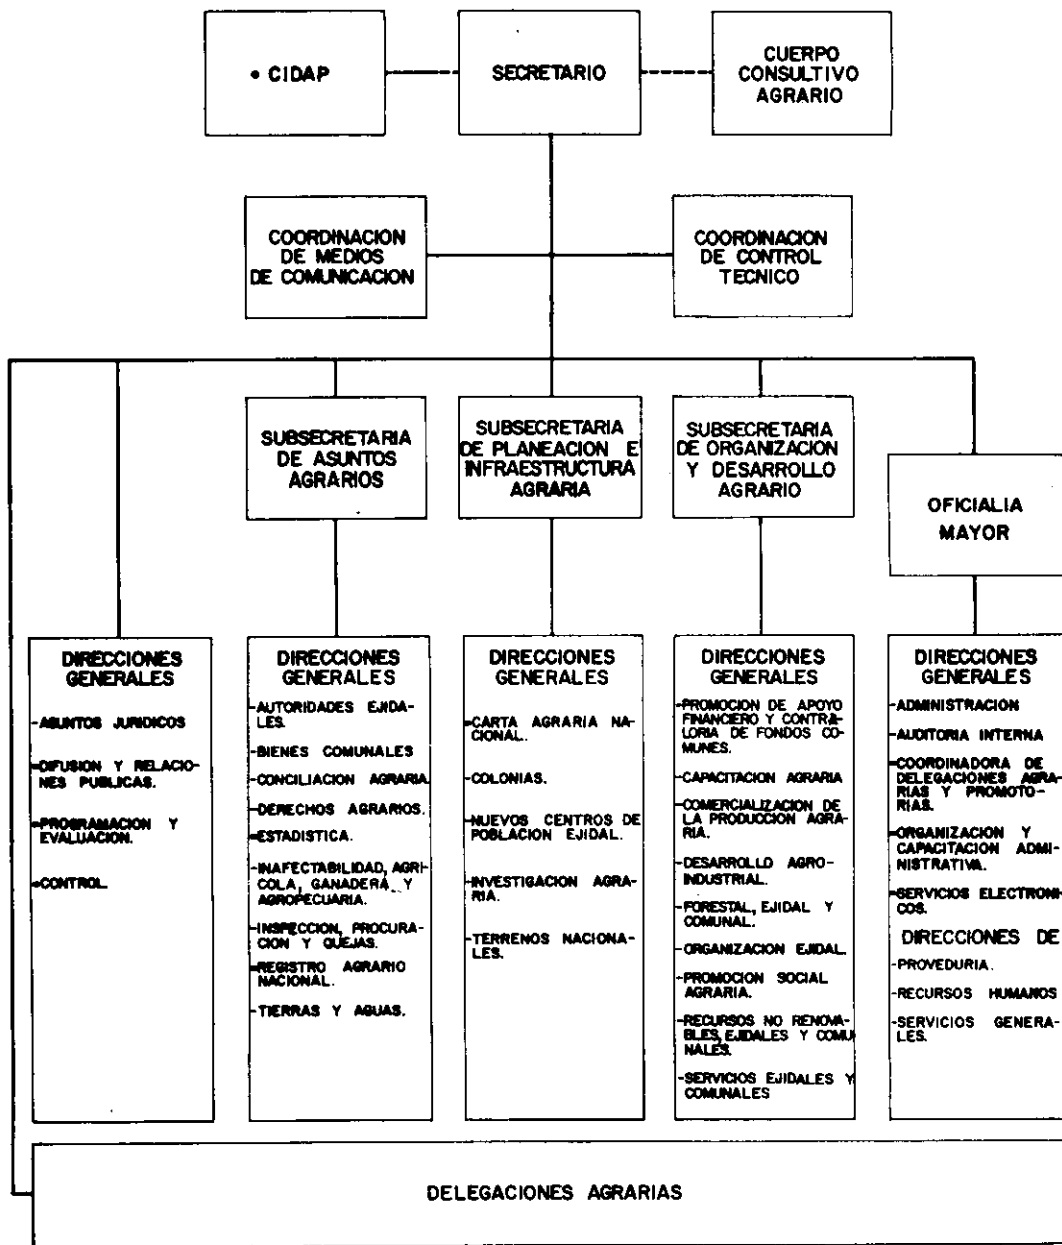 • CIDAP
SECRETARIO
CUERPO
CONSULTIVO
AGRARIO
COORDINACION
DE MEDIOS
DE COMUNICACION
COORDINACION
DE CONTROL
TECNICO
SUBSECRETARIA
DE ASUNTOS
AGRARIOS
SUBSECRETARIA
DE PLANEACION E
INFRAESTRUCTURA
AGRARIA
SUBSECRETARIA
DE ORGANIZACION
Y DESARROLLO
AGRARIO
OFICIALIA
MAYOR
DIRECCIONES
GENERALES
-ASUNTOS JURIDICOS
-DIFUSION Y RELACIO-
NES PUBLICAS.
-PROGRAMACION Y
EVALUACION.
-CONTROL
DIRECCIONES
GENERALES
-AUTORIDADES EJIDA-
LES.
-BIENES COMUNALES
-CONCILIACION AGRARIA
-DERECHOS AGRARIOS.
-ESTADISTICA.
-INAFECTABILIDAD, AGRI-
COLA, GANADERA Y
AGROPECUARIA.
-INSPECCION, PROCURA-
CION Y QUEJAS.
-REGISTRO AGRARIO
NACIONAL.
-TIERRAS Y AGUAS.
DIRECCIONES
GENERALES
-CARTA AGRARIA NA-
CIONAL.
-COLONIAS.
-NUEVOS CENTROS DE
POBLACION EJIDAL.
-INVESTIGACION AGRA-
RIA.
-TERRENOS NACIONA-
LES.
DIRECCIONES
GENERALES
-PROMOCION DE APOYO
FINANCIERO Y CONTRA-
LORIA DE FONDOS CO-
MUNES.
-CAPACITACION AGRARIA
-COMERCIALIZACION DE
LA PRODUCCION AGRA-
RIA.
-DESARROLLO AGRO-
INDUSTRIAL.
-FORESTAL, EJIDAL Y
COMUNAL.
-ORGANIZACION EJIDAL
-PROMOCION SOCIAL
AGRARIA.
-RECURSOS NO RENOVA-
BLES, EJIDALES Y COMU
NALES.
-SERVICIOS EJIDALES Y
COMUNALES
DIRECCIONES
GENERALES
-ADMINISTRACION
-AUDITORIA INTERNA
-COORDINADORA DE
DELEGACIONES AGRA-
RIAS Y PROMOTO-
RIAS.
-ORGANIZACION Y
CAPACITACION ADMI-
NISTRATIVA.
-SERVICIOS ELECTRONI-
COS.
DIRECCIONES DE
-PROVEDURIA.
-RECURSOS HUMANOS
-SERVICIOS GENERA-
LES.
DELEGACIONES AGRARIAS